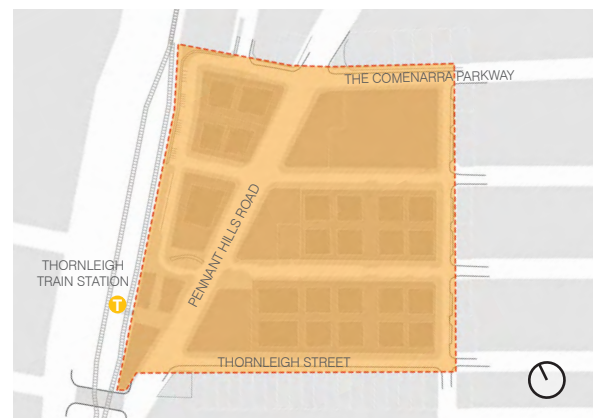 THE COMENARRA PARKWAY
PENNANT HILLS ROAD
THORNLEIGH
TRAIN STATION
T
THORNLEIGH STREET